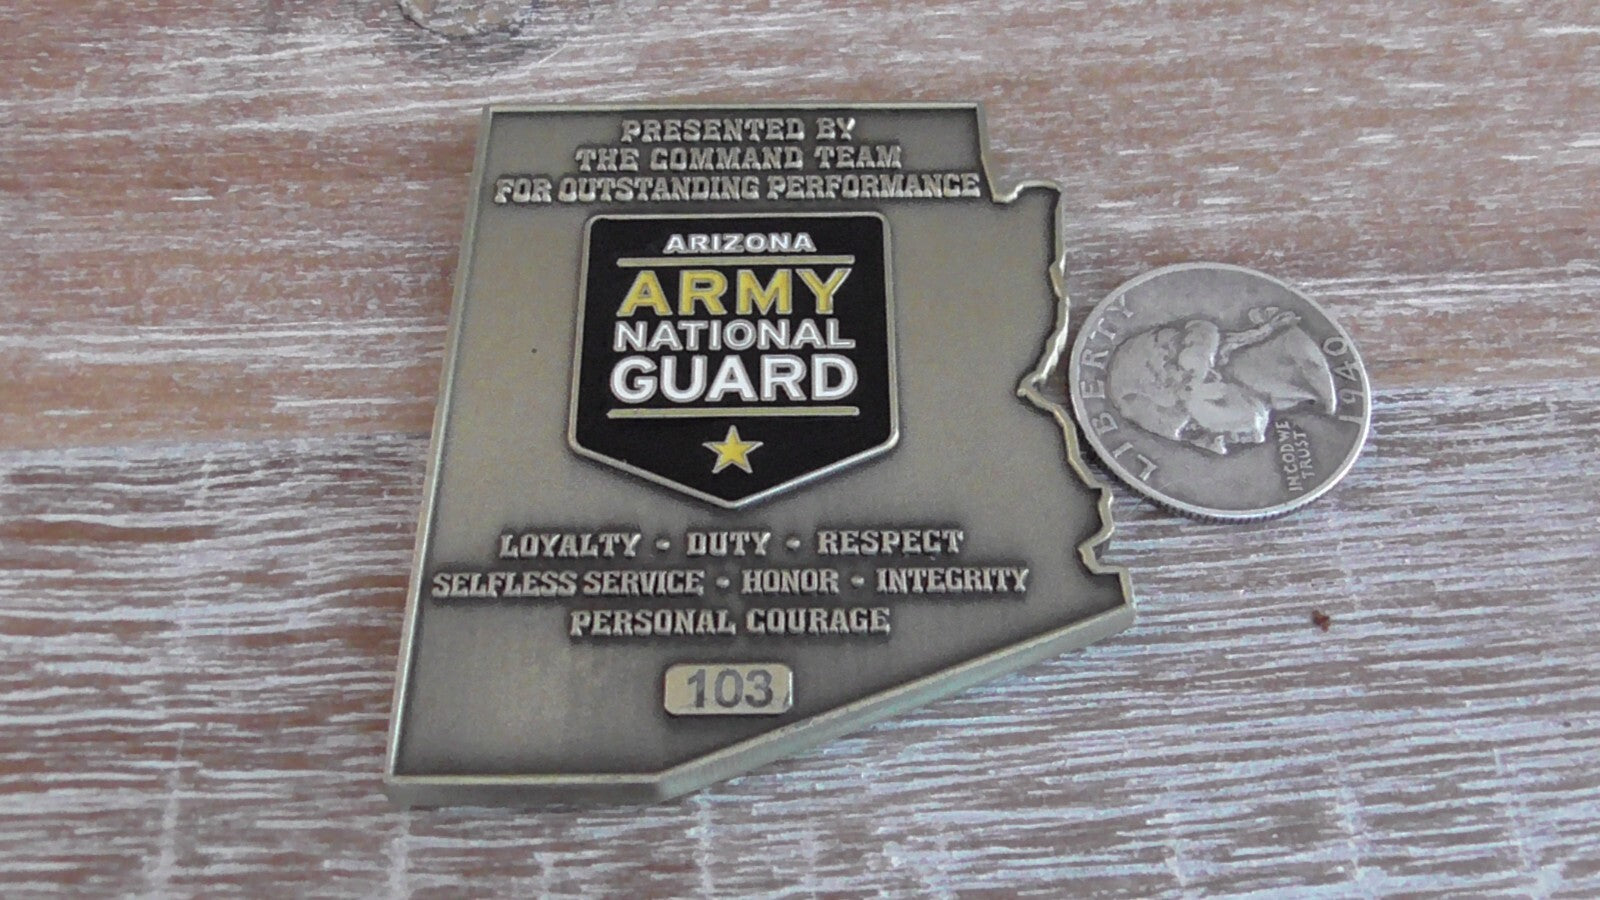 PRESENTED BY
THE COMMAND TEAM
FOR OUTSTANDING PERFORMANCE
ARIZONA
ARMY
NATIONAL
GUARD
LOYALTY - DUTY - RESPECT
SELFLESS SERVICE - HONOR - INTEGRITY
PERSONAL COURAGE
103
LIBERTY
IN GOD WE
TRUST
1940